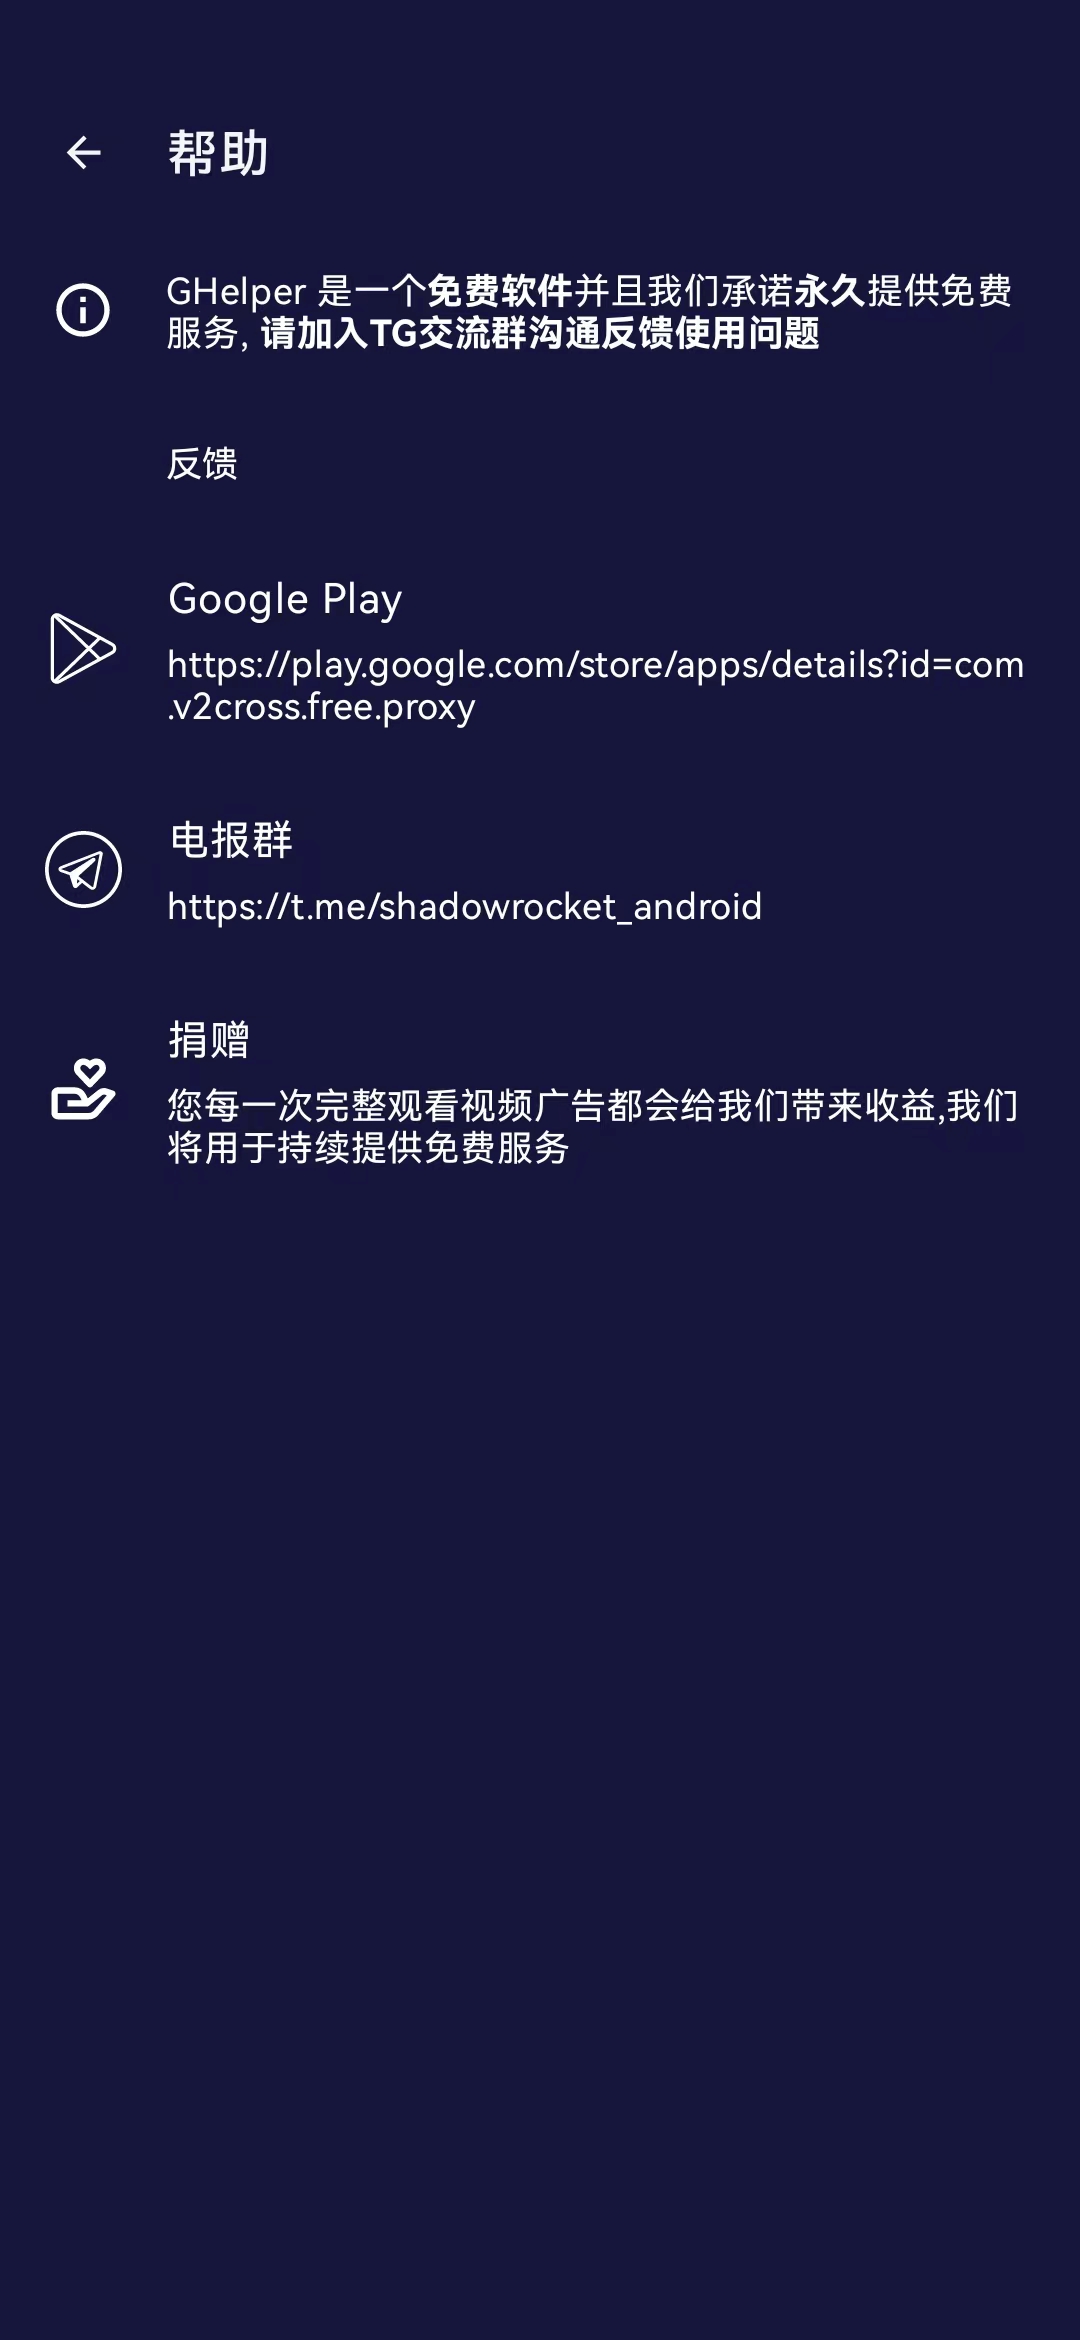 帮助
GHelper 是一个免费软件并且我们承诺永久提供免费
服务, 请加入TG交流群沟通反馈使用问题
反馈
Google Play
https://play.google.com/store/apps/details?id=com
.v2cross.free.proxy
电报群
https://t.me/shadowrocket_android
捐赠
您每一次完整观看视频广告都会给我们带来收益,我们
将用于持续提供免费服务